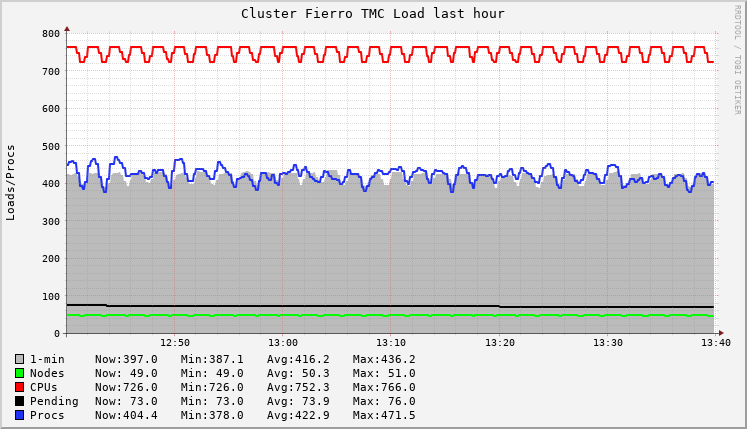 Cluster Fierro TMC Load last hour
RRDTOOL / TOBI OETIKER
Loads/Procs
800
700
600
500
400
300
200
100
0
12:50 13:00 13:10 13:20 13:30 13:40
1-min Now:397.0 Min:387.1 Avg:416.2 Max:436.2
Nodes Now: 49.0 Min: 49.0 Avg: 50.3 Max: 51.0
CPUs Now:726.0 Min:726.0 Avg:752.3 Max:766.0
Pending Now: 73.0 Min: 73.0 Avg: 73.9 Max: 76.0
Procs Now:404.4 Min:378.0 Avg:422.9 Max:471.5